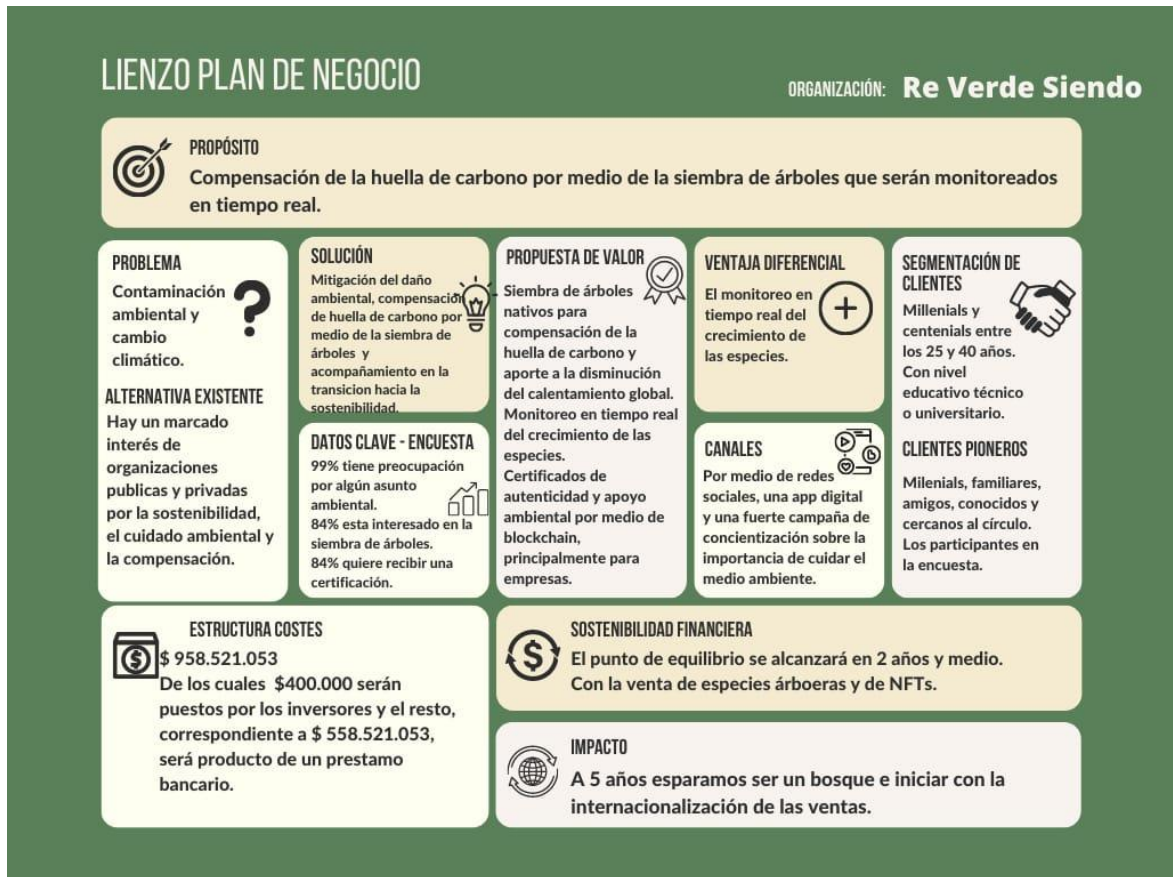 LIENZO PLAN DE NEGOCIO
ORGANIZACIÓN: Re Verde Siendo
PROPÓSITO
Compensación de la huella de carbono por medio de la siembra de árboles que serán monitoreados
en tiempo real.
PROBLEMA
Contaminación
ambiental y
cambio
climático.
ALTERNATIVA EXISTENTE
Hay un marcado
interés de
organizaciones
publicas y privadas
por la sostenibilidad,
el cuidado ambiental y
la compensación.
SOLUCIÓN
Mitigación del daño
ambiental, compensación
de huella de carbono por
medio de la siembra de
árboles y
acompañamiento en la
transicion hacia la
sostenibilidad.
DATOS CLAVE - ENCUESTA
99% tiene preocupación
por algún asunto
ambiental.
84% esta interesado en la
siembra de árboles.
84% quiere recibir una
certificación.
PROPUESTA DE VALOR
Siembra de árboles
nativos para
compensación de la
huella de carbono y
aporte a la disminución
del calentamiento global.
Monitoreo en tiempo real
del crecimiento de las
especies.
Certificados de
autenticidad y apoyo
ambiental por medio de
blockchain,
principalmente para
empresas.
VENTAJA DIFERENCIAL
El monitoreo en
tiempo real del
crecimiento de
las especies.
CANALES
Por medio de redes
sociales, una app digital
y una fuerte campaña de
concientización sobre la
importancia de cuidar el
medio ambiente.
SEGMENTACIÓN DE
CLIENTES
Millenials y
centenials entre
los 25 y 40 años.
Con nivel
educativo técnico
o universitario.
CLIENTES PIONEROS
Milenials, familiares,
amigos, conocidos y
cercanos al círculo.
Los participantes en
la encuesta.
ESTRUCTURA COSTES
$ 958.521.053
De los cuales $400.000 serán
puestos por los inversores y el resto,
correspondiente a $ 558.521.053,
será producto de un prestamo
bancario.
SOSTENIBILIDAD FINANCIERA
El punto de equilibrio se alcanzará en 2 años y medio.
Con la venta de especies árboeras y de NFTs.
IMPACTO
A 5 años esparamos ser un bosque e iniciar con la
internacionalización de las ventas.